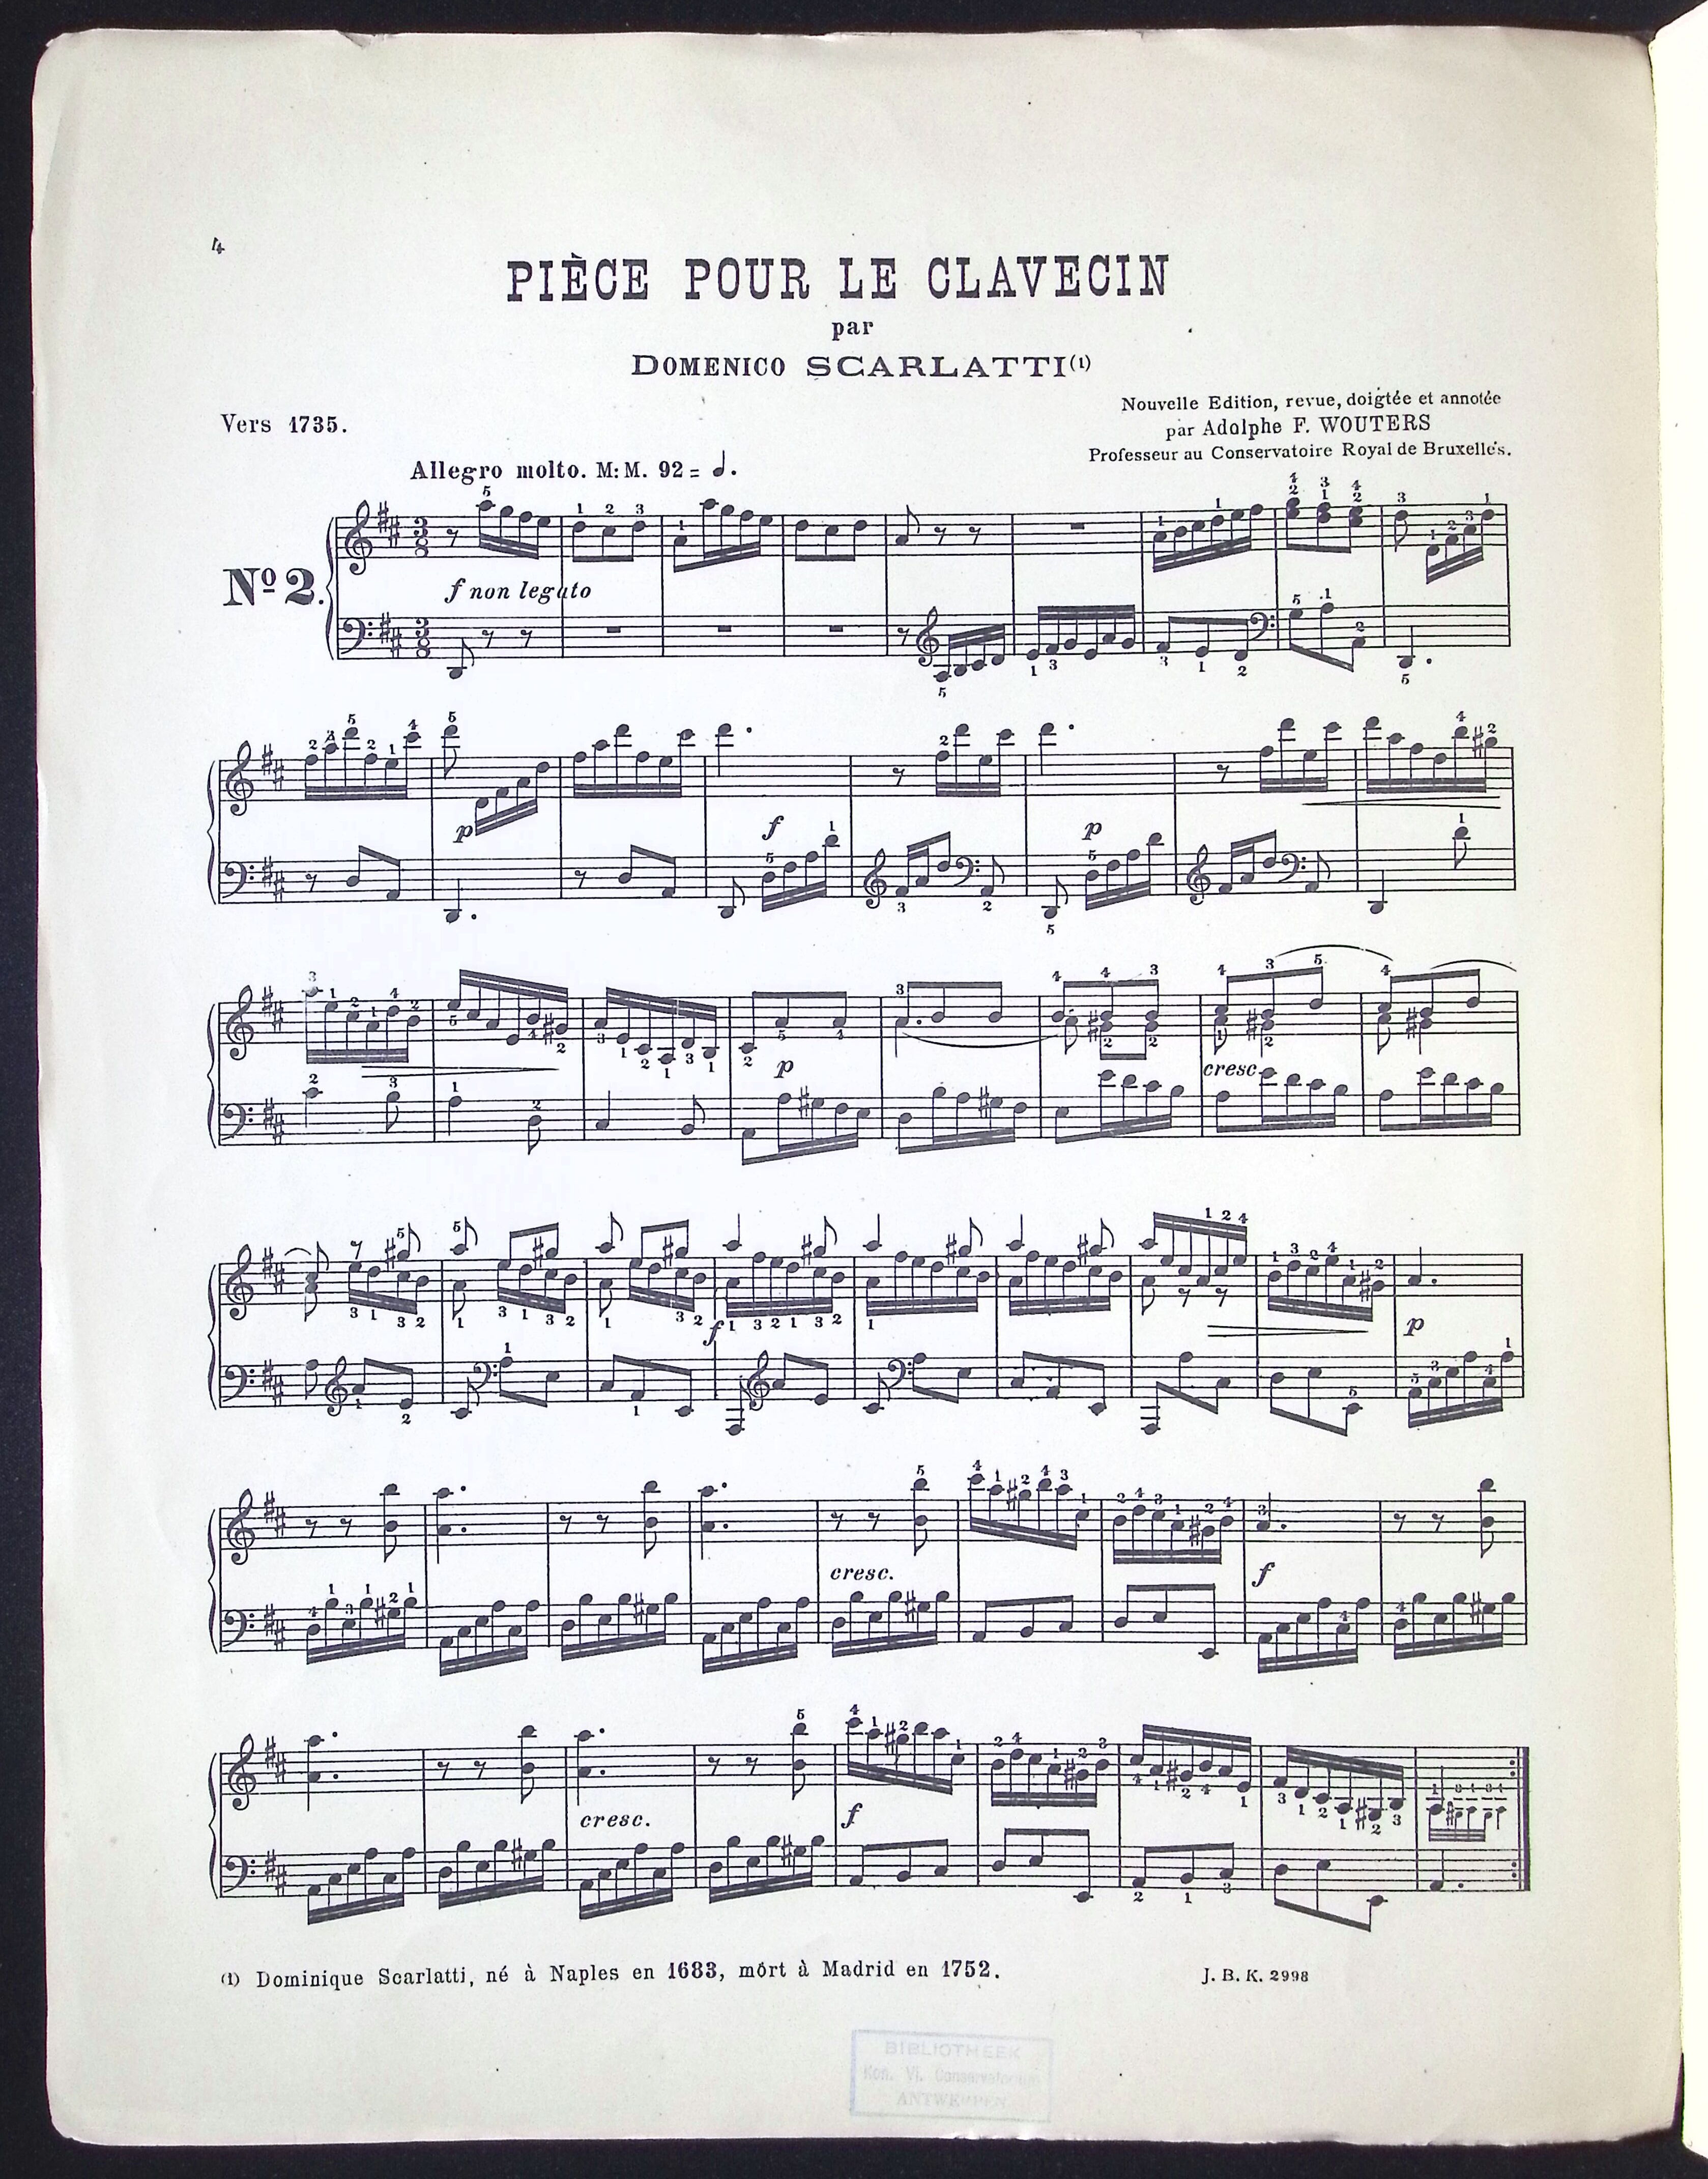 4
PIÈCE POUR LE CLAVECIN
par
DOMENICO SCARLATTI(1)
Nouvelle Edition, revue, doigtée et annotée
Vers 1735.
par Adolphe F. WOUTERS
Professeur au Conservatoire Royal de Bruxelles.
Allegro molto. M: M. 92 = 𝅗𝅥.
Nº 2.
f non legato
p
f
p
p
cresc.
f
p
cresc.
f
cresc.
f
(1) Dominique Scarlatti, né à Naples en 1683, mórt à Madrid en 1752.
J. B. K. 2998
BIBLIOTHEEK
Kon. Vl. Conservatorium
ANTWERPEN